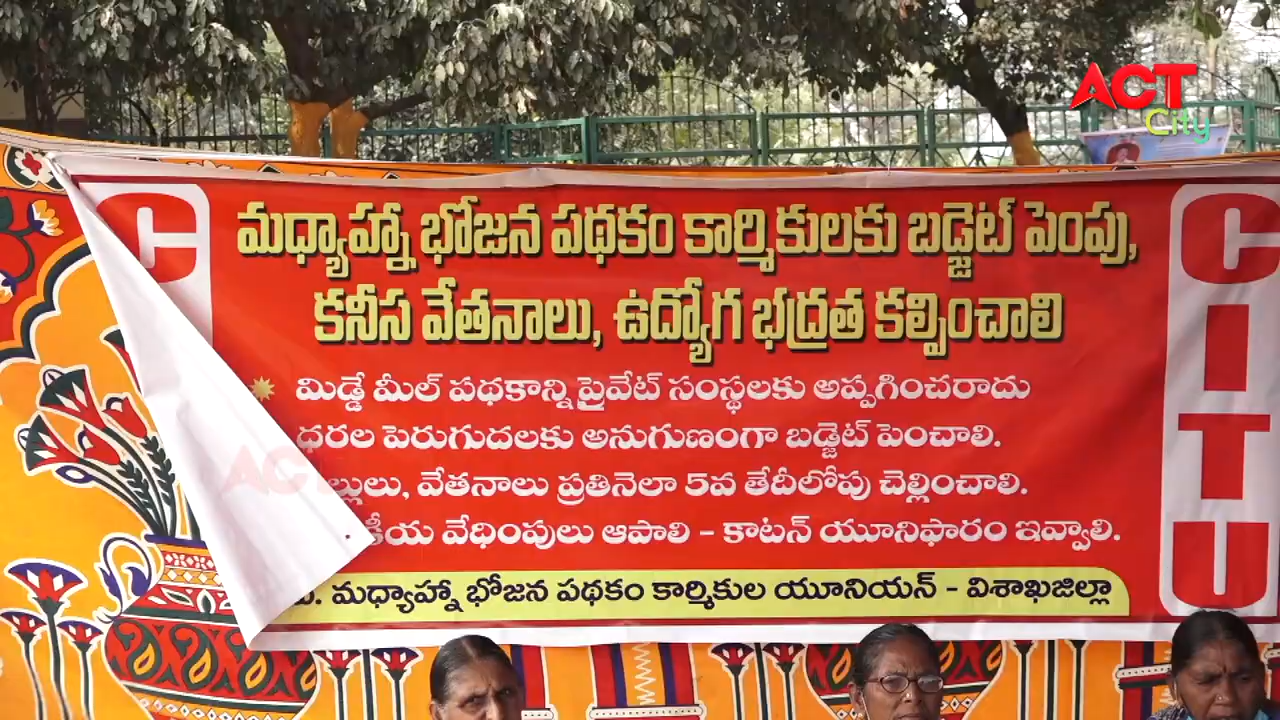 ACT
City
CITU
మధ్యాహ్నా భోజన పథకం కార్మికులకు బడ్జెట్ పెంపు,
కనీస వేతనాలు, ఉద్యోగ భద్రత కల్పించాలి
మిడ్డే మీల్ పథకాన్ని ప్రైవేట్ సంస్థలకు అప్పగించరాదు
ధరల పెరుగుదలకు అనుగుణంగా బడ్జెట్ పెంచాలి.
వేతనాలు ప్రతినెలా 5వ తేదీలోపు చెల్లించాలి.
వేధింపులు ఆపాలి - కాటన్ యూనిఫారం ఇవ్వాలి.
మధ్యాహ్నా భోజన పథకం కార్మికుల యూనియన్ - విశాఖజిల్లా